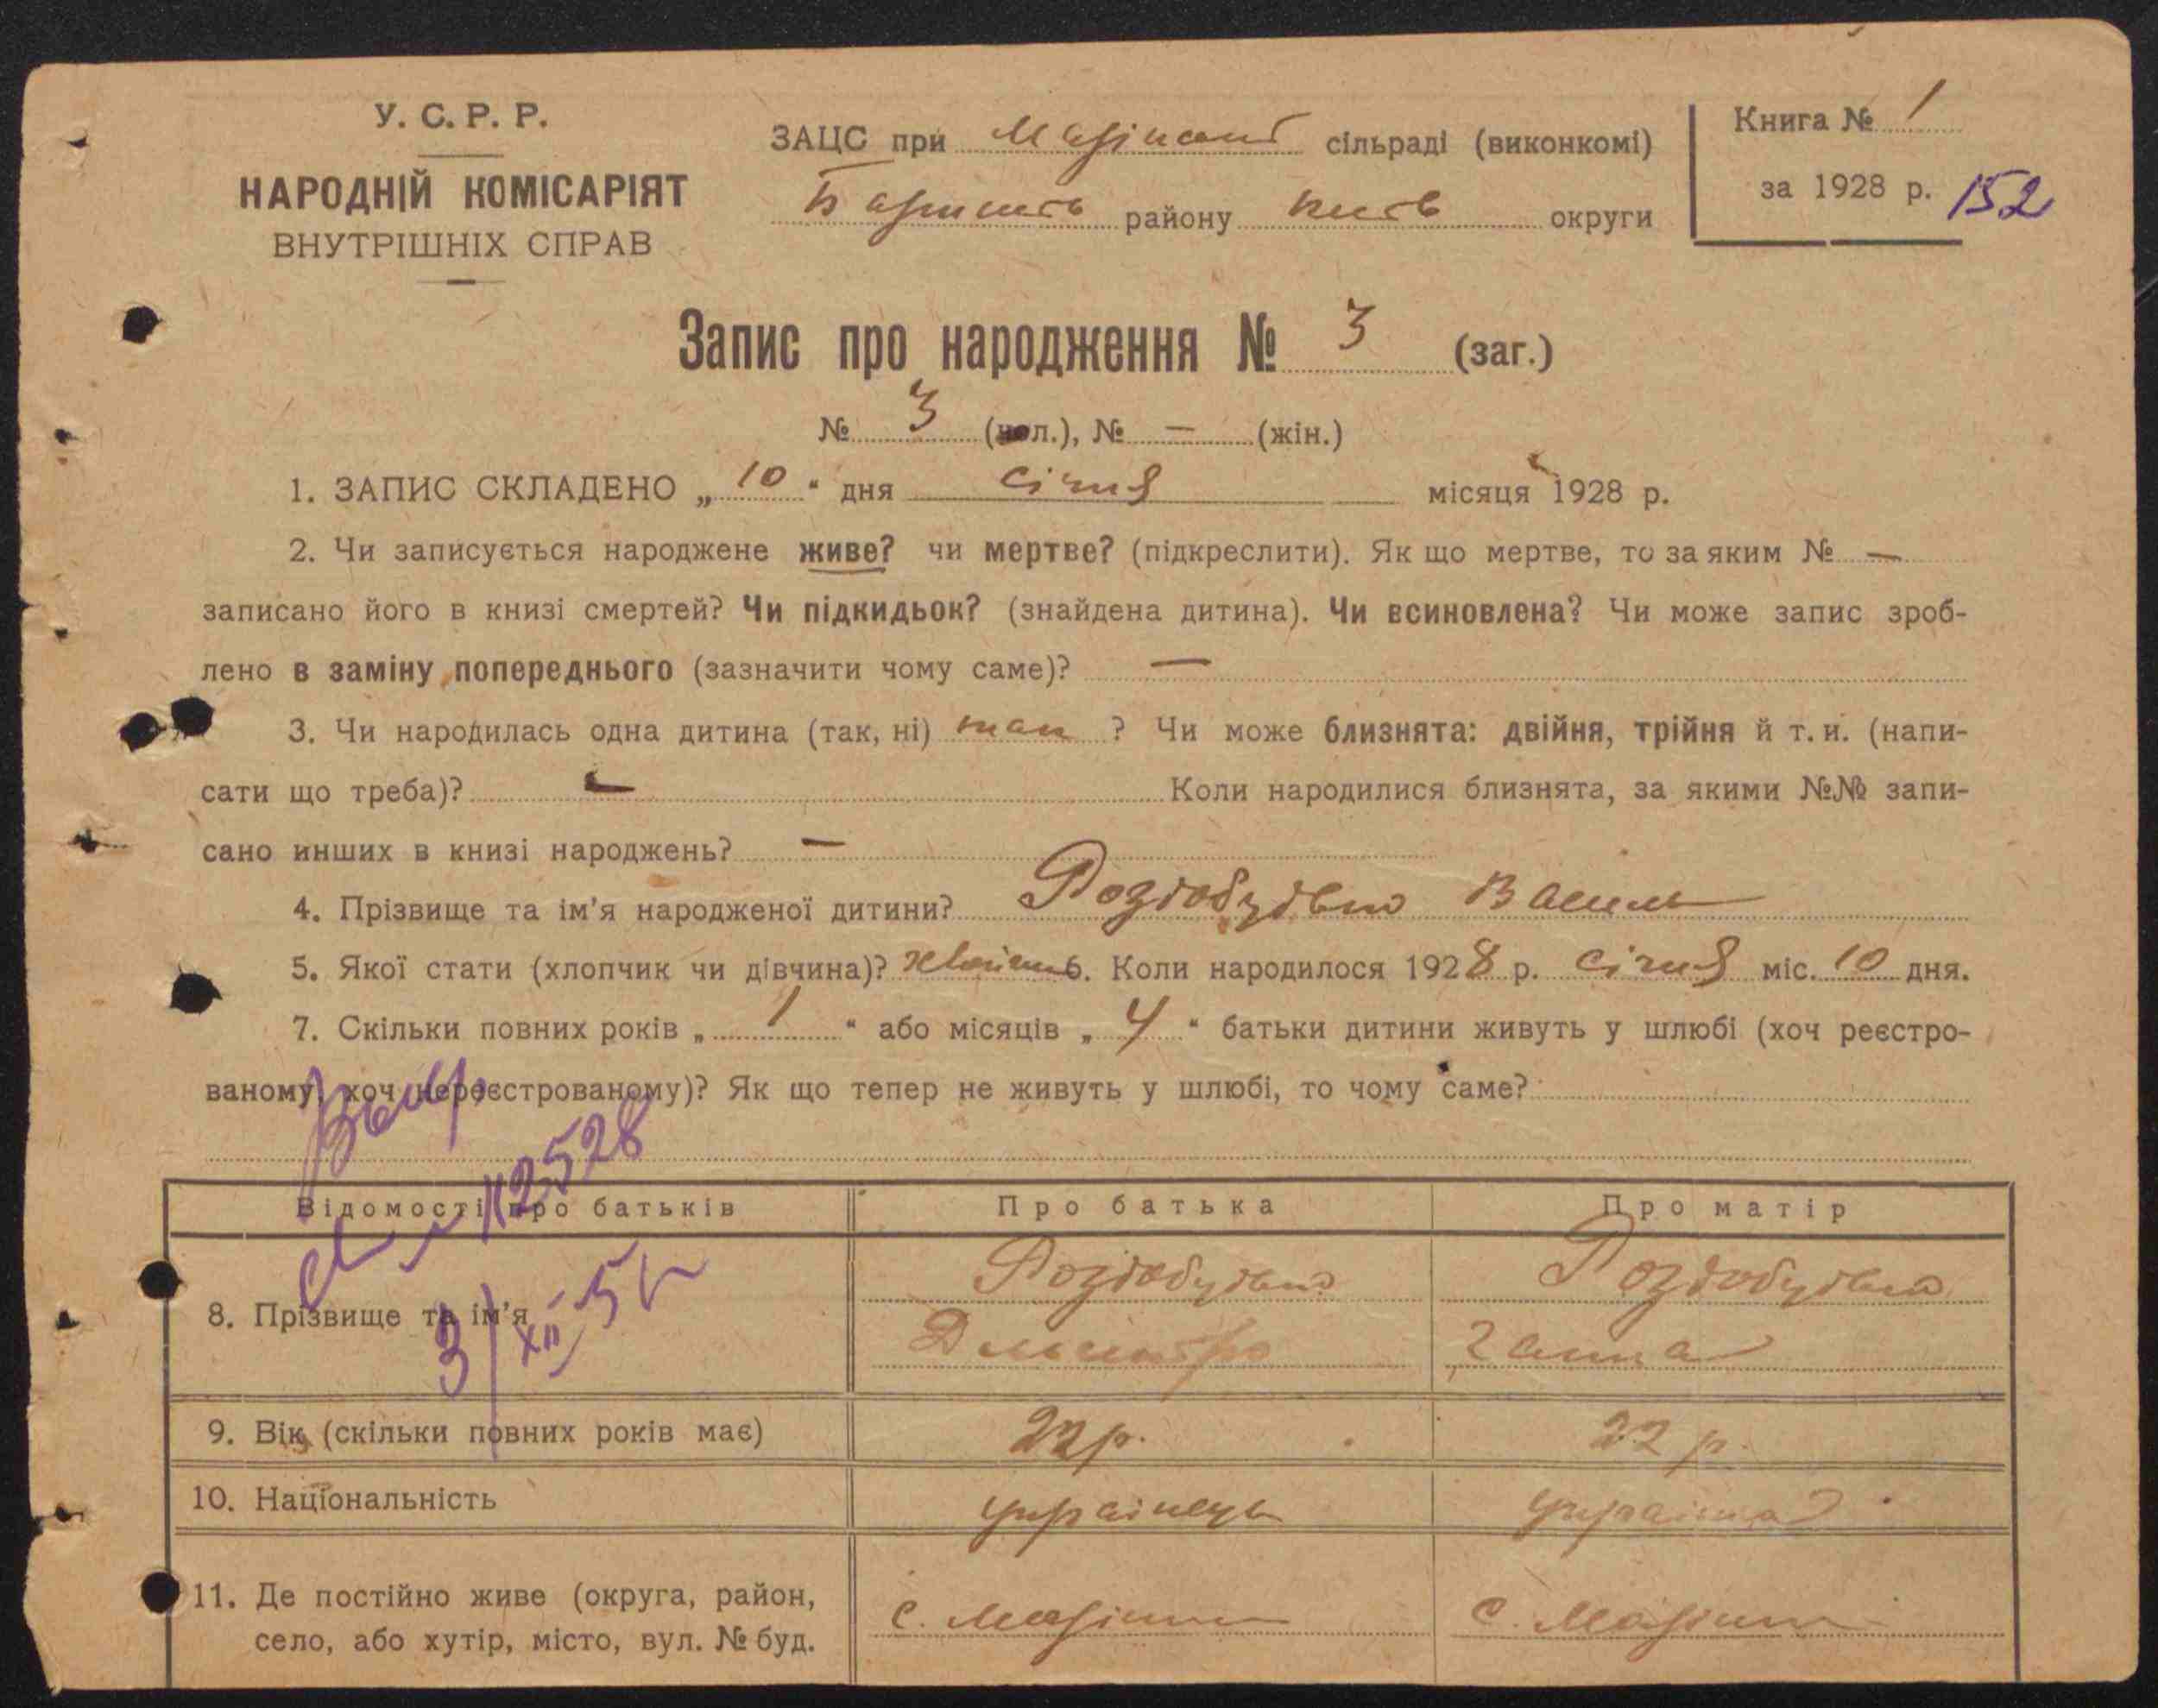 У. С. Р. Р.
НАРОДНІЙ КОМІСАРІЯТ
ВНУТРІШНІХ СПРАВ
ЗАЦС при сільраді (виконкомі)
району округи
Книга № 1
за 1928 р. 152
Запис про народження № 3 (заг.)
№ 3 (чол.), № — (жін.)
1. ЗАПИС СКЛАДЕНО „ 10 “ дня січня місяця 1928 р.
2. Чи записується народжене живе? чи мертве? (підкреслити). Як що мертве, то за яким № —
записано його в книзі смертей? Чи підкидьок? (знайдена дитина). Чи всиновлена? Чи може запис зроб-
лено в заміну попереднього (зазначити чому саме)? —
3. Чи народилась одна дитина (так, ні) так ? Чи може близнята: двійня, трійня й т. и. (напи-
сати що треба)? — Коли народилися близнята, за якими №№ запи-
сано инших в книзі народжень? —
4. Прізвище та ім'я народженої дитини? Роздобудько Василь
5. Якої стати (хлопчик чи дівчина)? 6. Коли народилося 1928 р. січня міс. 10 дня.
7. Скільки повних років „ 1 “ або місяців „ 4 “ батьки дитини живуть у шлюбі (хоч реєстро-
ваному, хоч нереєстрованому)? Як що тепер не живуть у шлюбі, то чому саме?
Відомості про батьків Про батька Про матір
8. Прізвище та ім'я Роздобудько Роздобудько
Дмитро Ганна
9. Вік (скільки повних років має) 22 р. 22 р.
10. Національність українець українка
11. Де постійно живе (округа, район,
село, або хутір, місто, вул. № буд.